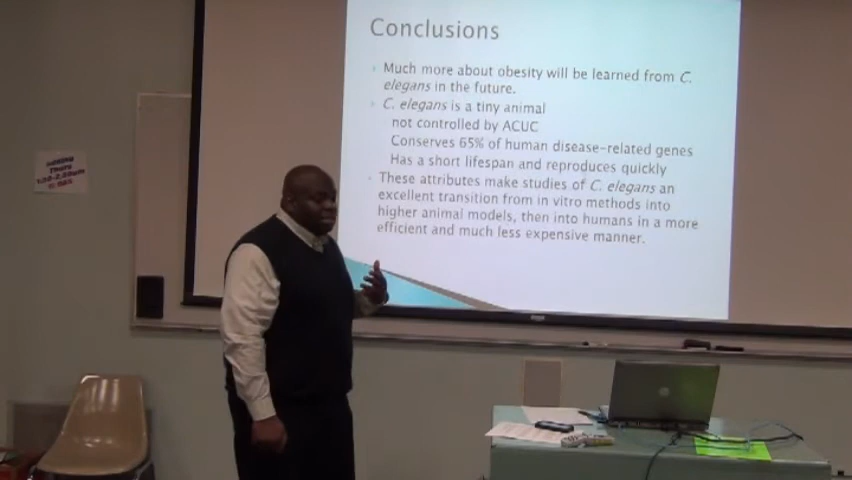 Conclusions
Much more about obesity will be learned from C.
elegans in the future.
C. elegans is a tiny animal
not controlled by ACUC
Conserves 65% of human disease-related genes
Has a short lifespan and reproduces quickly
These attributes make studies of C. elegans an
excellent transition from in vitro methods into
higher animal models, then into humans in a more
efficient and much less expensive manner.